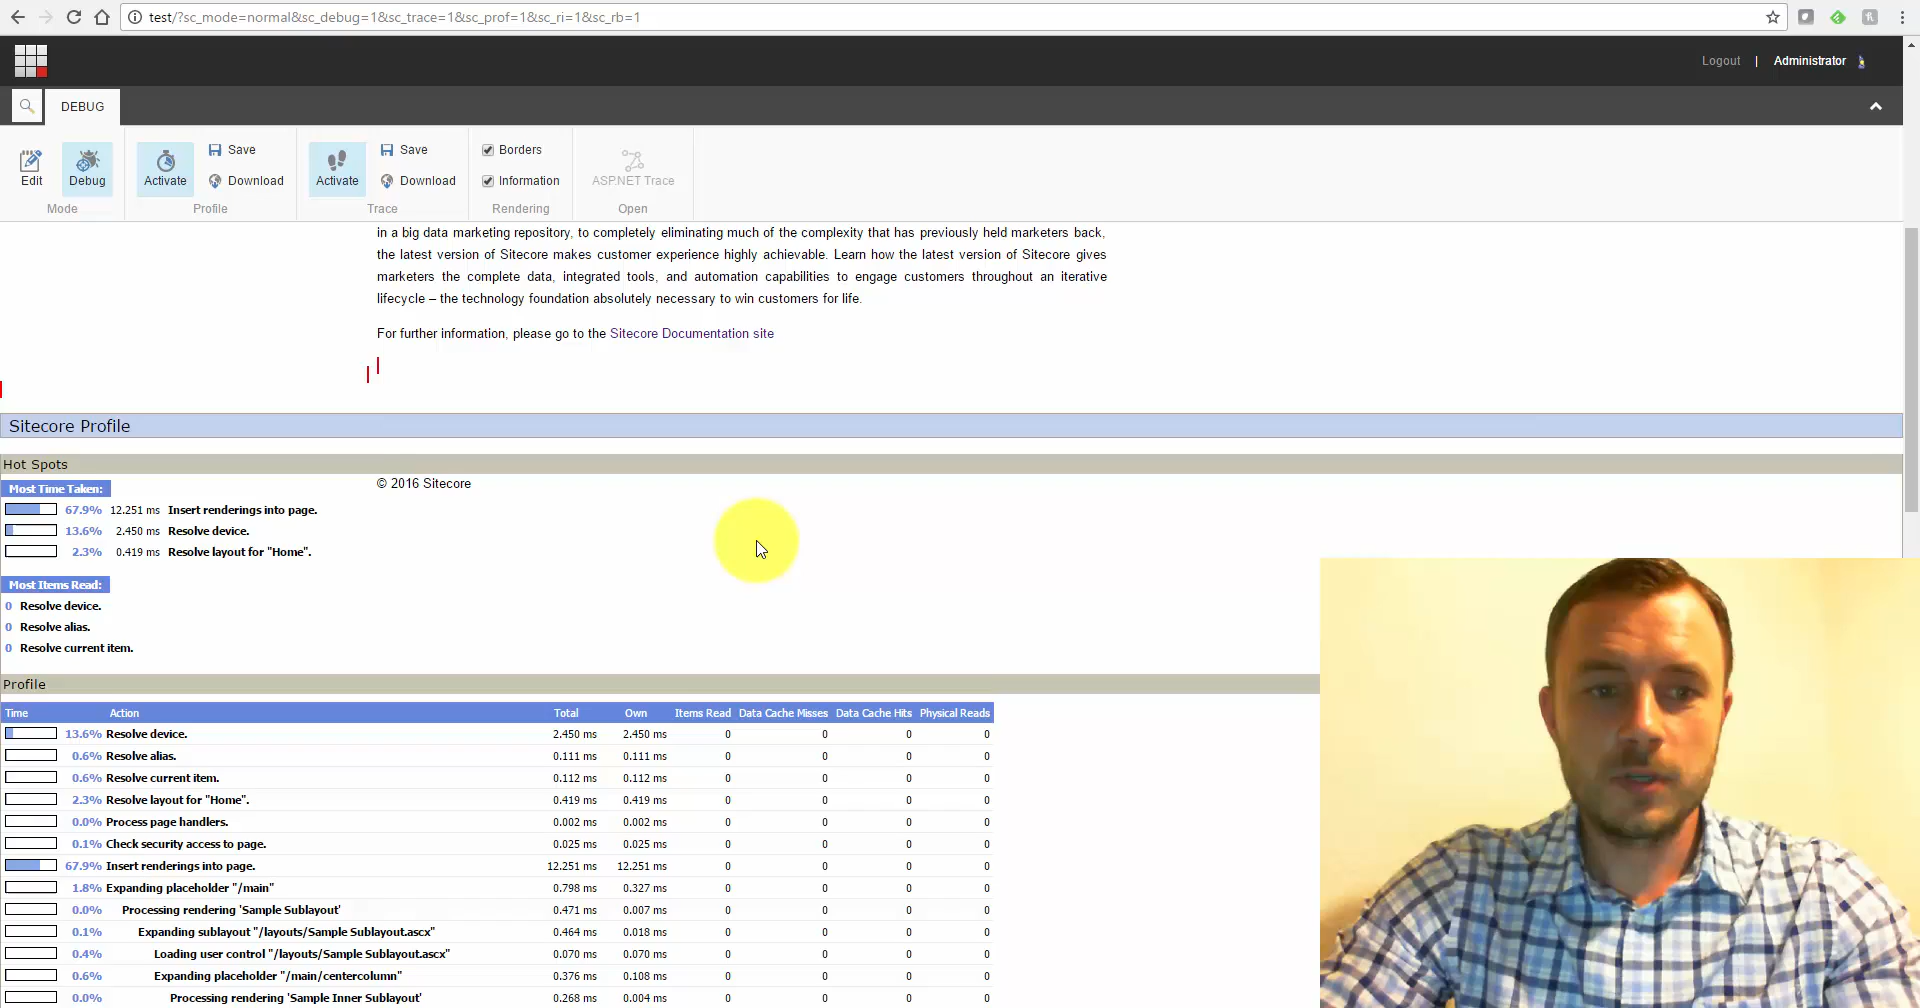 test/?sc_mode=normal&sc_debug=1&sc_trace=1&sc_prof=1&sc_ri=1&sc_rb=1
Logout | Administrator
DEBUG
Edit Debug Activate Save Download Activate Save Download Borders Information ASP.NET Trace
Mode Profile Trace Rendering Open
in a big data marketing repository, to completely eliminating much of the complexity that has previously held marketers back,
the latest version of Sitecore makes customer experience highly achievable. Learn how the latest version of Sitecore gives
marketers the complete data, integrated tools, and automation capabilities to engage customers throughout an iterative
lifecycle – the technology foundation absolutely necessary to win customers for life.
For further information, please go to the Sitecore Documentation site
Sitecore Profile
Hot Spots
© 2016 Sitecore
Most Time Taken:
67.9% 12.251 ms Insert renderings into page.
13.6% 2.450 ms Resolve device.
2.3% 0.419 ms Resolve layout for "Home".
Most Items Read:
0 Resolve device.
0 Resolve alias.
0 Resolve current item.
Profile
Time Action Total Own Items Read Data Cache Misses Data Cache Hits Physical Reads
13.6% Resolve device. 2.450 ms 2.450 ms 0 0 0 0
0.6% Resolve alias. 0.111 ms 0.111 ms 0 0 0 0
0.6% Resolve current item. 0.112 ms 0.112 ms 0 0 0 0
2.3% Resolve layout for "Home". 0.419 ms 0.419 ms 0 0 0 0
0.0% Process page handlers. 0.002 ms 0.002 ms 0 0 0 0
0.1% Check security access to page. 0.025 ms 0.025 ms 0 0 0 0
67.9% Insert renderings into page. 12.251 ms 12.251 ms 0 0 0 0
1.8% Expanding placeholder "/main" 0.798 ms 0.327 ms 0 0 0 0
0.0% Processing rendering 'Sample Sublayout' 0.471 ms 0.007 ms 0 0 0 0
0.1% Expanding sublayout "/layouts/Sample Sublayout.ascx" 0.464 ms 0.018 ms 0 0 0 0
0.4% Loading user control "/layouts/Sample Sublayout.ascx" 0.070 ms 0.070 ms 0 0 0 0
0.6% Expanding placeholder "/main/centercolumn" 0.376 ms 0.108 ms 0 0 0 0
0.0% Processing rendering 'Sample Inner Sublayout' 0.268 ms 0.004 ms 0 0 0 0